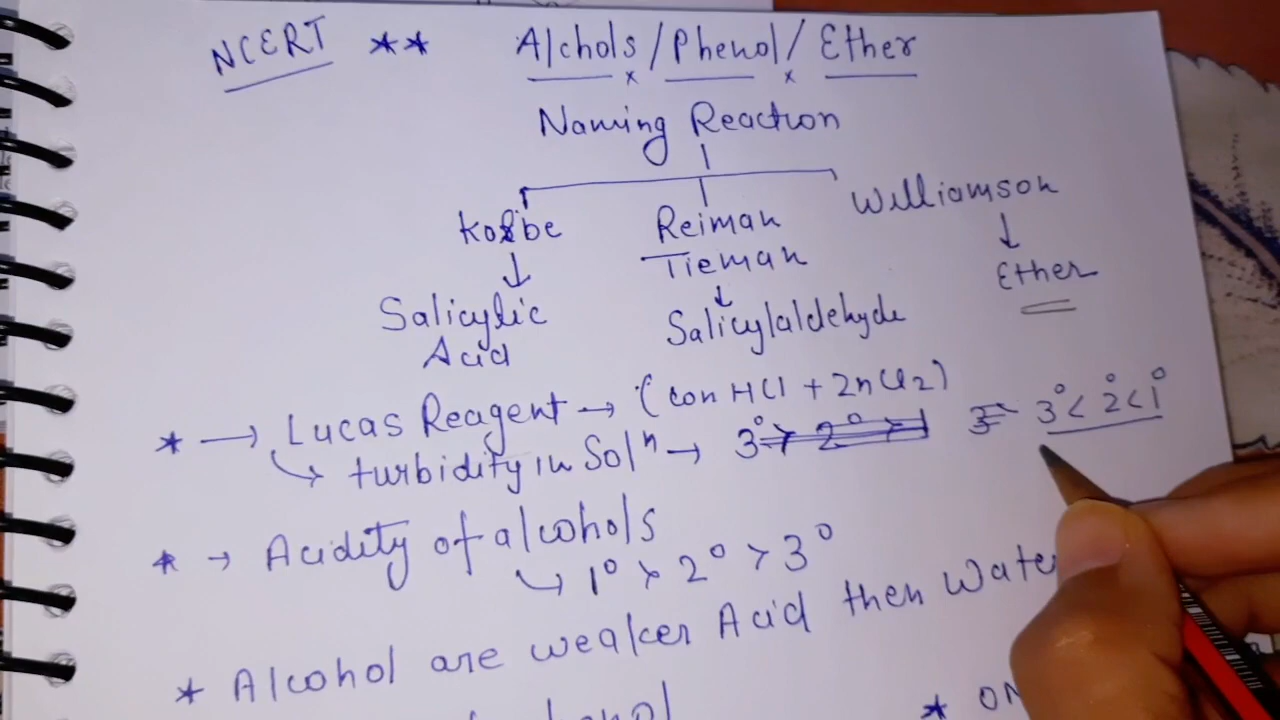 NCERT ** Alchols / Phenol / Ether
Naming Reaction
Kolbe Reiman Williamson
Tieman Ether
Salicylic Salicylaldehyde
Acid
* → Lucas Reagent → (con HCl + ZnCl2)
turbidity in Solⁿ → 3° > 2° > 1 3° < 2° < 1°
* → Acidity of alcohols
1° > 2° > 3°
* Alcohol are weaker Acid then Wate
* ON